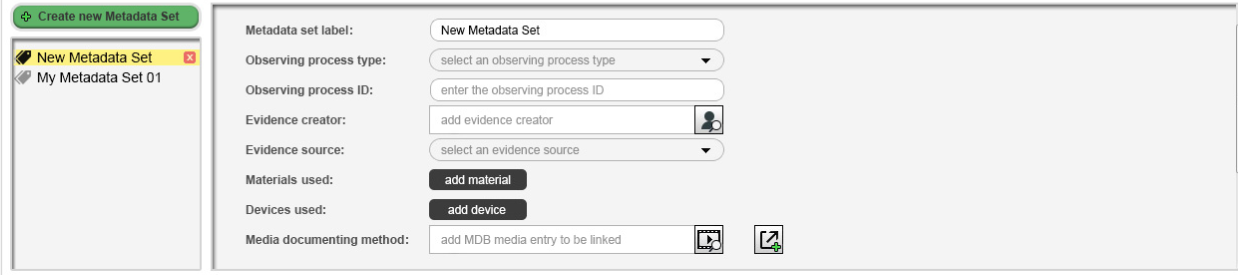 Create new Metadata Set
New Metadata Set
My Metadata Set 01
Metadata set label: New Metadata Set
Observing process type: select an observing process type
Observing process ID: enter the observing process ID
Evidence creator: add evidence creator
Evidence source: select an evidence source
Materials used: add material
Devices used: add device
Media documenting method: add MDB media entry to be linked